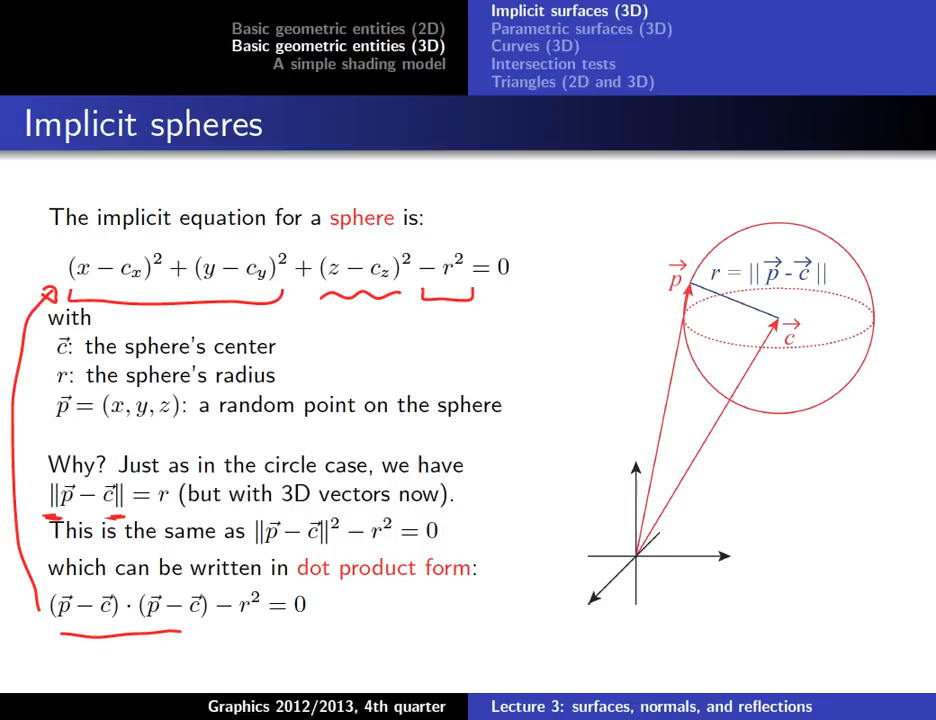 Basic geometric entities (2D)
Basic geometric entities (3D)
A simple shading model
Implicit surfaces (3D)
Parametric surfaces (3D)
Curves (3D)
Intersection tests
Triangles (2D and 3D)
Implicit spheres
The implicit equation for a sphere is:
(x − cₓ)² + (y − c_y)² + (z − c_z)² − r² = 0
with
c⃗: the sphere's center
r: the sphere's radius
p⃗ = (x, y, z): a random point on the sphere
Why? Just as in the circle case, we have
‖p⃗ − c⃗‖ = r (but with 3D vectors now).
This is the same as ‖p⃗ − c⃗‖² − r² = 0
which can be written in dot product form:
(p⃗ − c⃗) · (p⃗ − c⃗) − r² = 0
p⃗
r = || p⃗ - c⃗ ||
c⃗
Graphics 2012/2013, 4th quarter
Lecture 3: surfaces, normals, and reflections